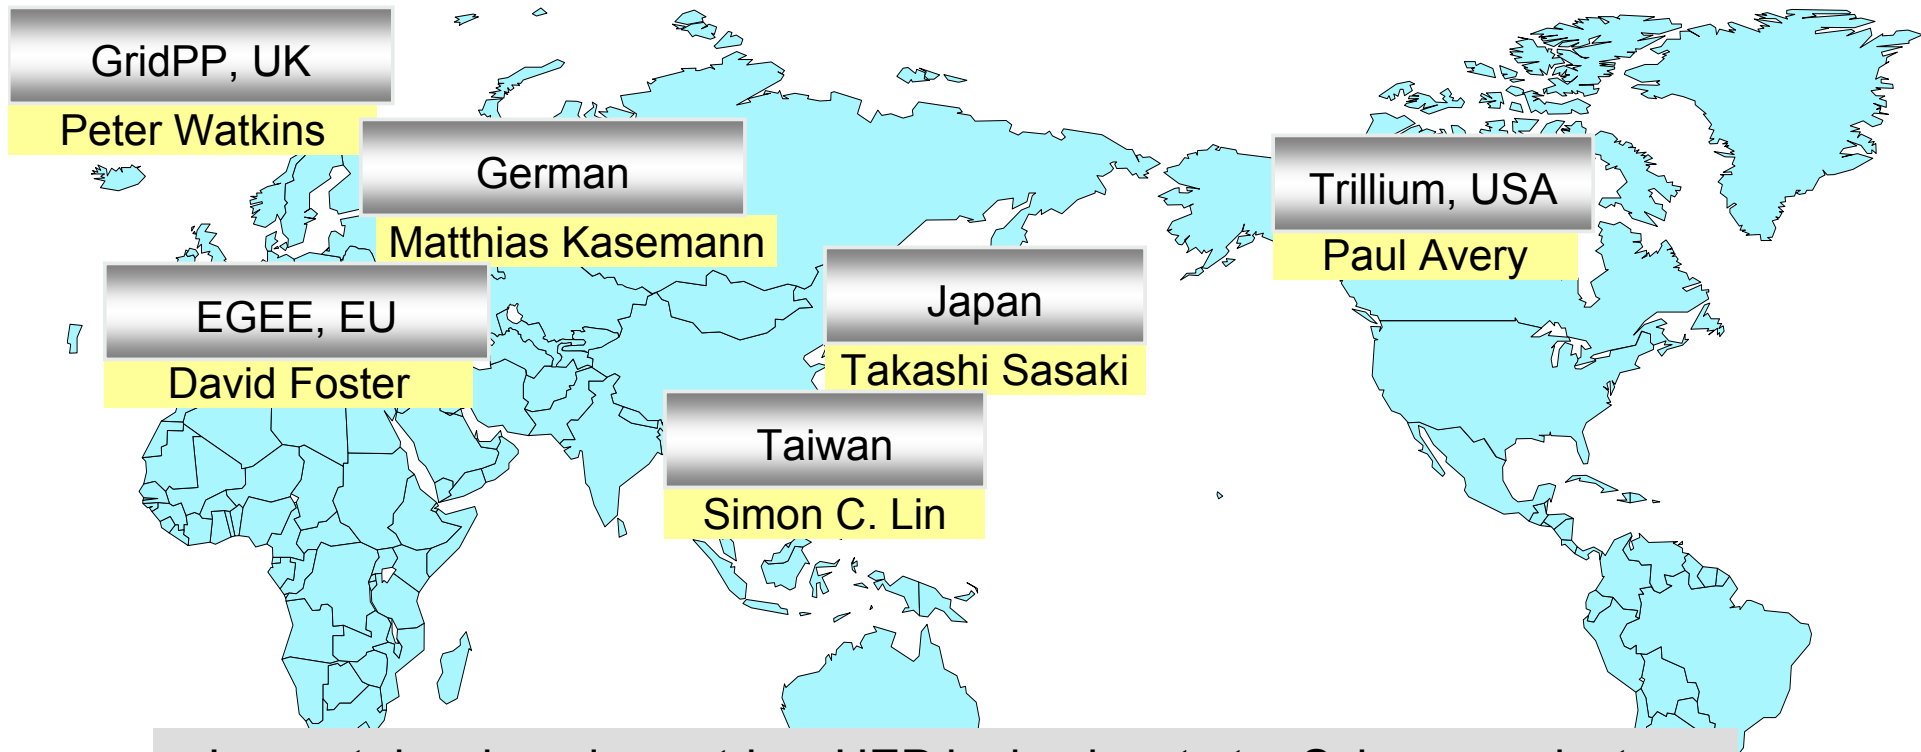 GridPP, UK
Peter Watkins
German
Matthias Kasemann
Trillium, USA
Paul Avery
EGEE, EU
David Foster
Japan
Takashi Sasaki
Taiwan
Simon C. Lin